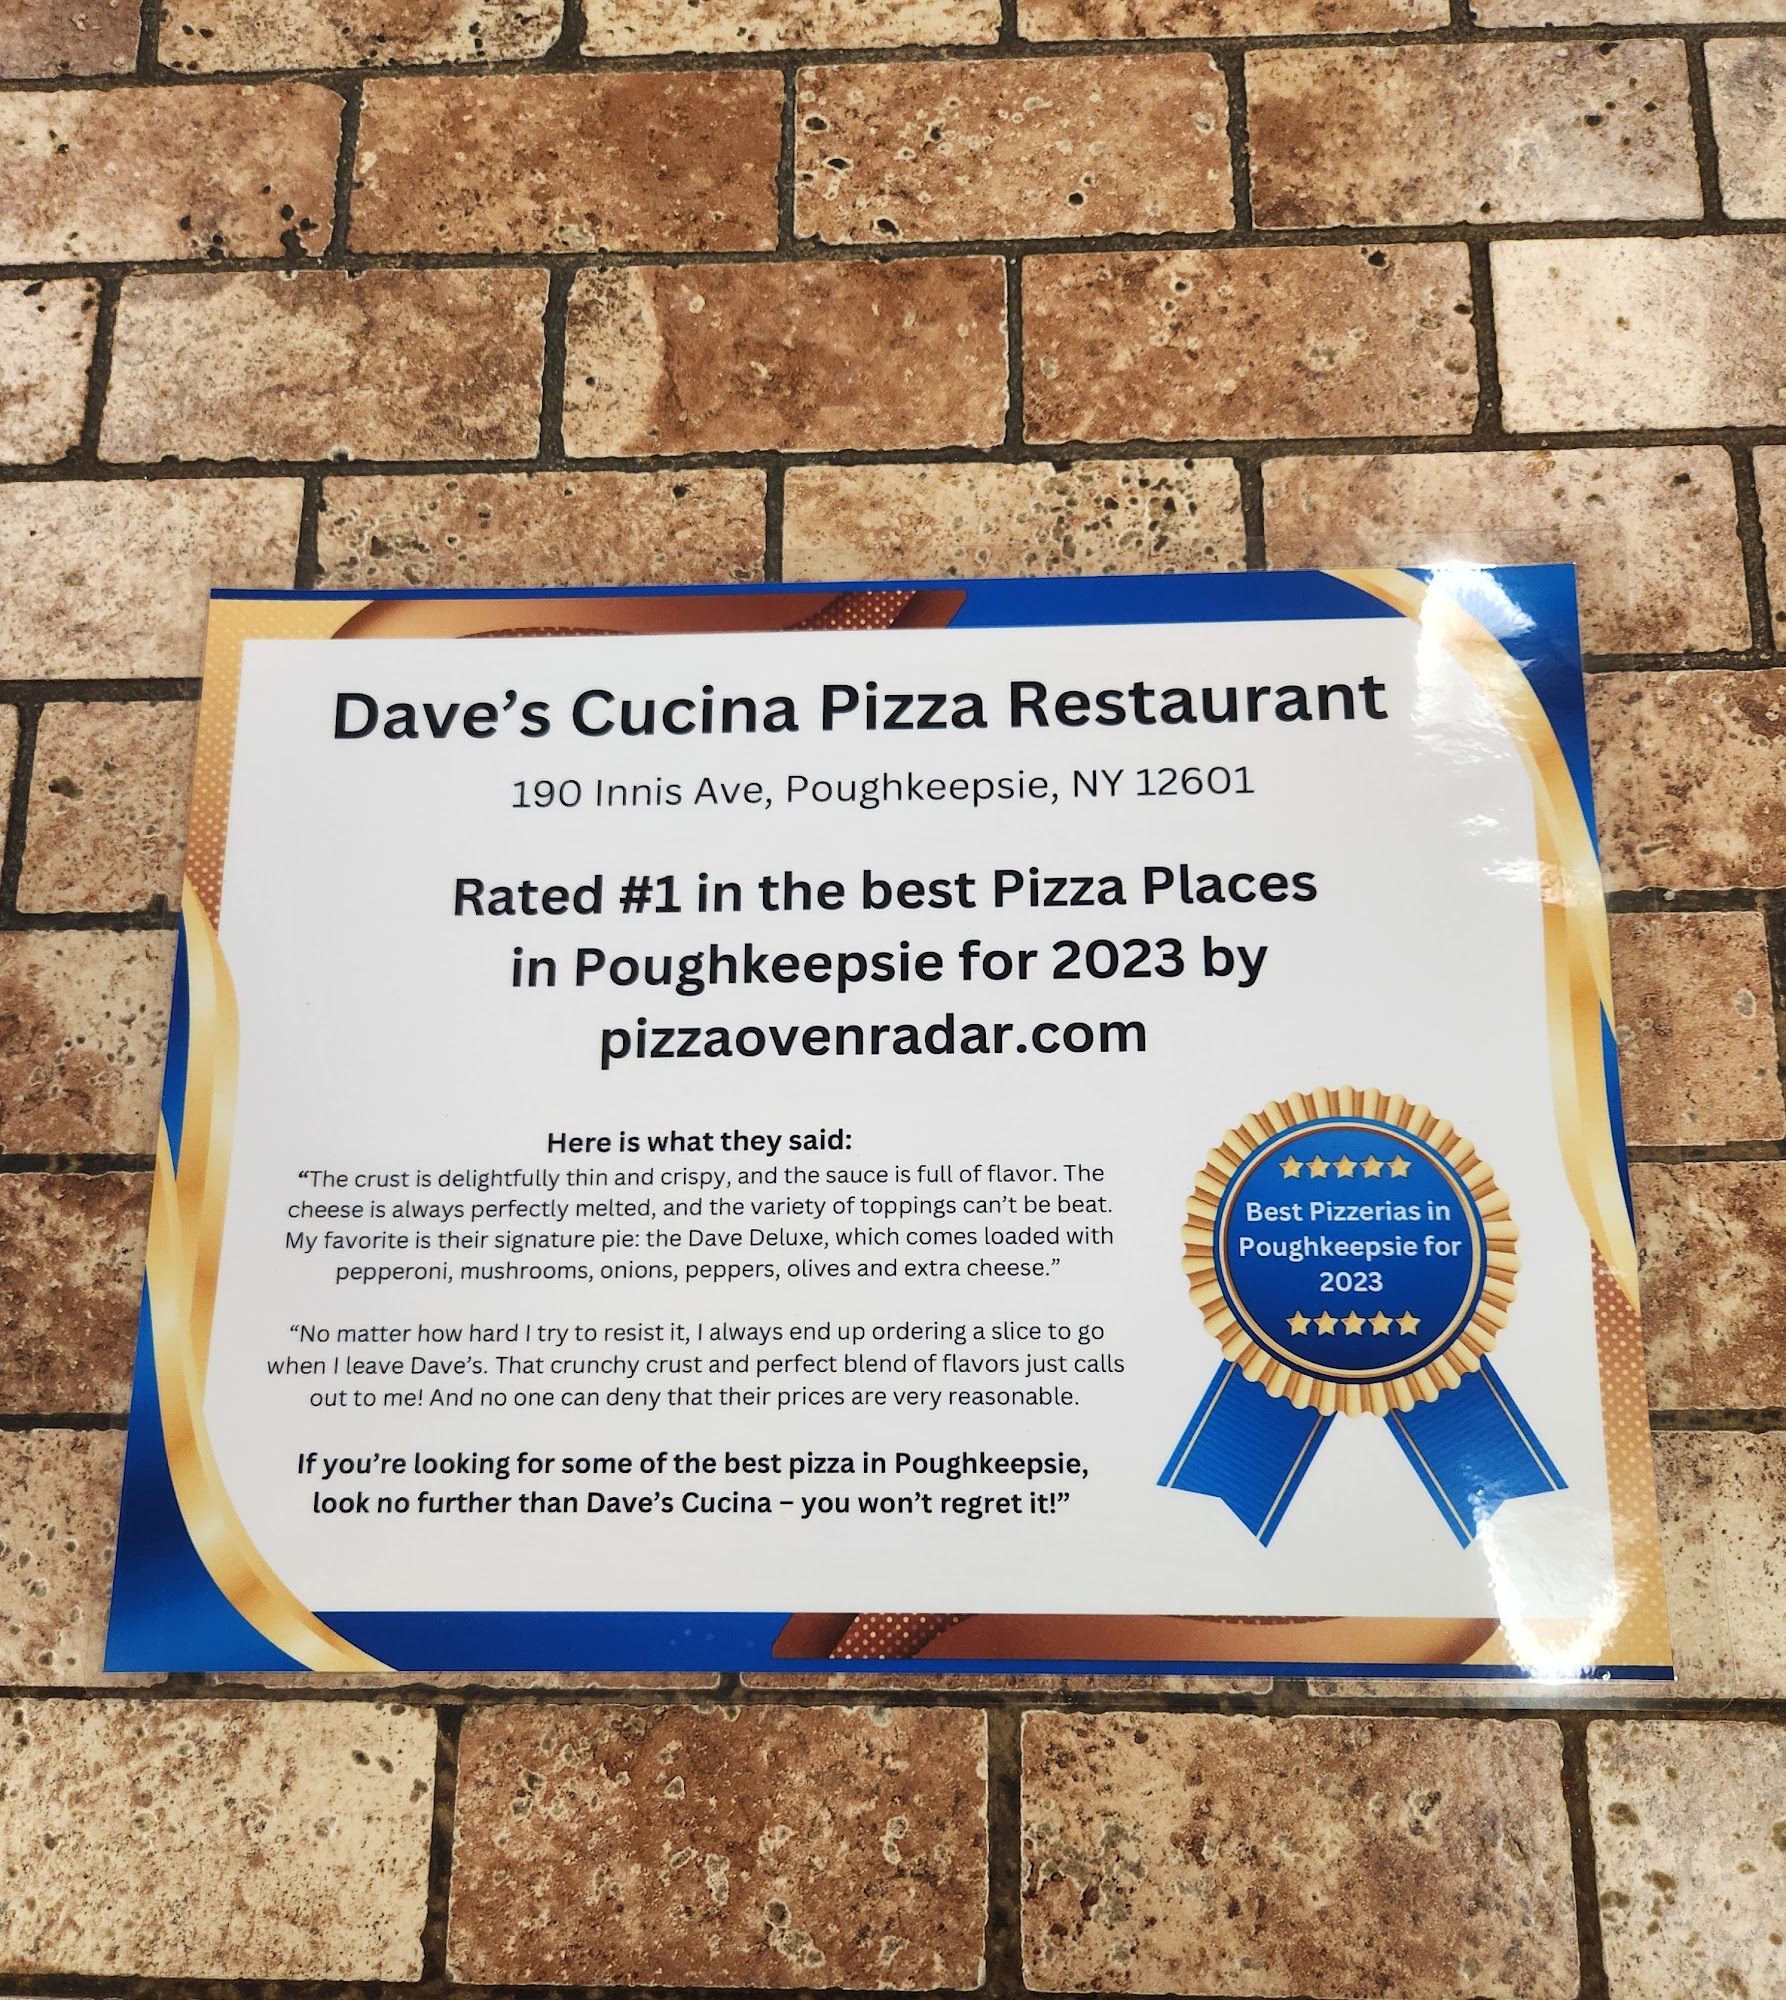 Dave’s Cucina Pizza Restaurant
190 Innis Ave, Poughkeepsie, NY 12601
Rated #1 in the best Pizza Places
in Poughkeepsie for 2023 by
pizzaovenradar.com
Here is what they said:
“The crust is delightfully thin and crispy, and the sauce is full of flavor. The
cheese is always perfectly melted, and the variety of toppings can’t be beat.
My favorite is their signature pie: the Dave Deluxe, which comes loaded with
pepperoni, mushrooms, onions, peppers, olives and extra cheese.”
“No matter how hard I try to resist it, I always end up ordering a slice to go
when I leave Dave’s. That crunchy crust and perfect blend of flavors just calls
out to me! And no one can deny that their prices are very reasonable.
If you’re looking for some of the best pizza in Poughkeepsie,
look no further than Dave’s Cucina – you won’t regret it!”
Best Pizzerias in
Poughkeepsie for
2023